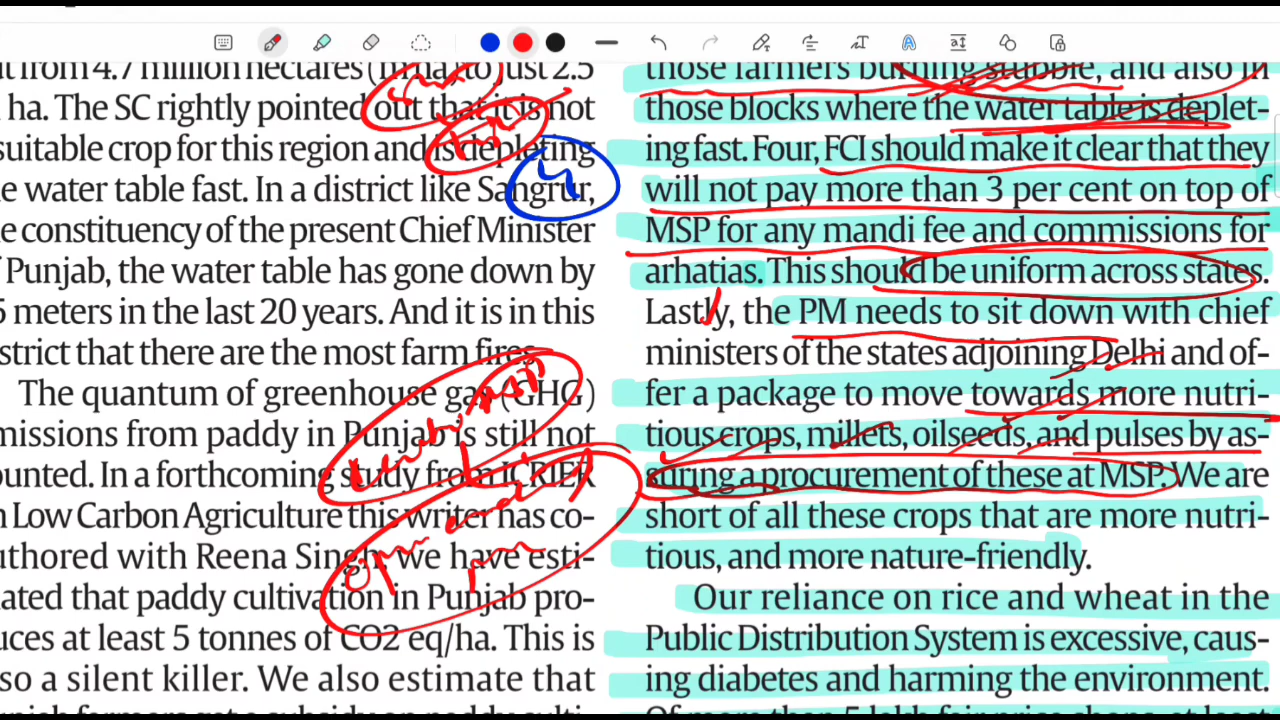 t from 4.7 million hectares (m ha) to just 2.5
ha. The SC rightly pointed out that it is not
suitable crop for this region and is depleting
e water table fast. In a district like Sangrur,
e constituency of the present Chief Minister
Punjab, the water table has gone down by
5 meters in the last 20 years. And it is in this
strict that there are the most farm fires.
The quantum of greenhouse gas (GHG)
missions from paddy in Punjab is still not
ounted. In a forthcoming study from ICRIER
n Low Carbon Agriculture this writer has co-
uthored with Reena Singh, we have esti-
ated that paddy cultivation in Punjab pro-
uces at least 5 tonnes of CO2 eq/ha. This is
so a silent killer. We also estimate that
those farmers burning stubble, and also in
those blocks where the water table is deplet-
ing fast. Four, FCI should make it clear that they
will not pay more than 3 per cent on top of
MSP for any mandi fee and commissions for
arhatias. This should be uniform across states.
Lastly, the PM needs to sit down with chief
ministers of the states adjoining Delhi and of-
fer a package to move towards more nutri-
tious crops, millets, oilseeds, and pulses by as-
suring a procurement of these at MSP. We are
short of all these crops that are more nutri-
tious, and more nature-friendly.
Our reliance on rice and wheat in the
Public Distribution System is excessive, caus-
ing diabetes and harming the environment.